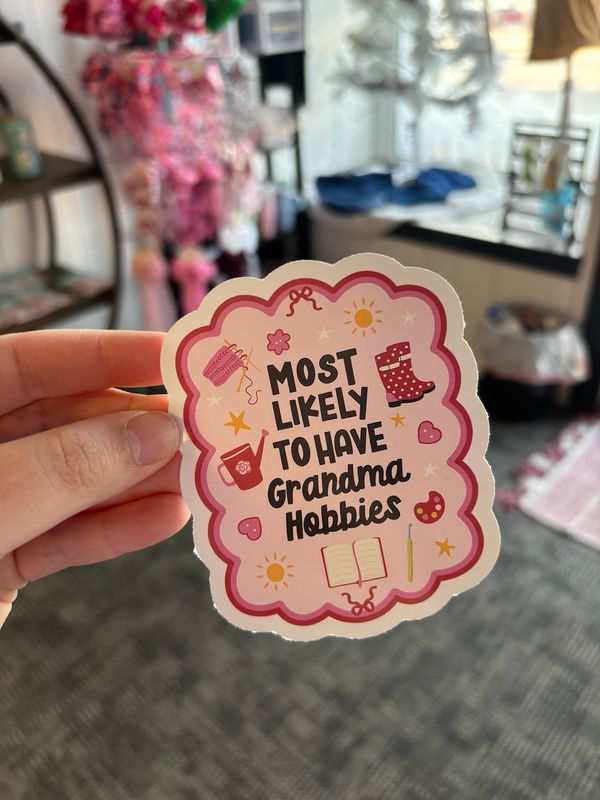 MOST
LIKELY
TO HAVE
Grandma
Hobbies